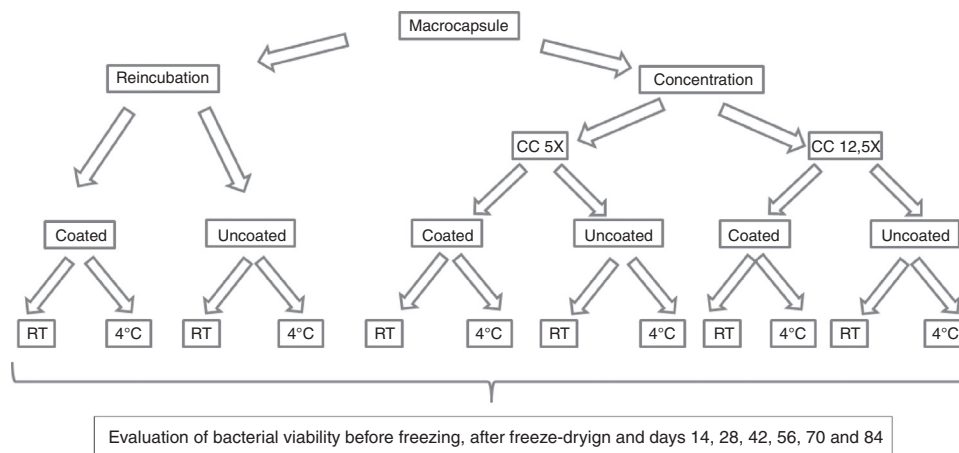 Macrocapsule
Reincubation
Concentration
CC 5X
CC 12,5X
Coated
Uncoated
Coated
Uncoated
Coated
Uncoated
RT
4°C
RT
4°C
RT
4°C
RT
4°C
RT
4°C
RT
4°C
Evaluation of bacterial viability before freezing, after freeze-dryign and days 14, 28, 42, 56, 70 and 84